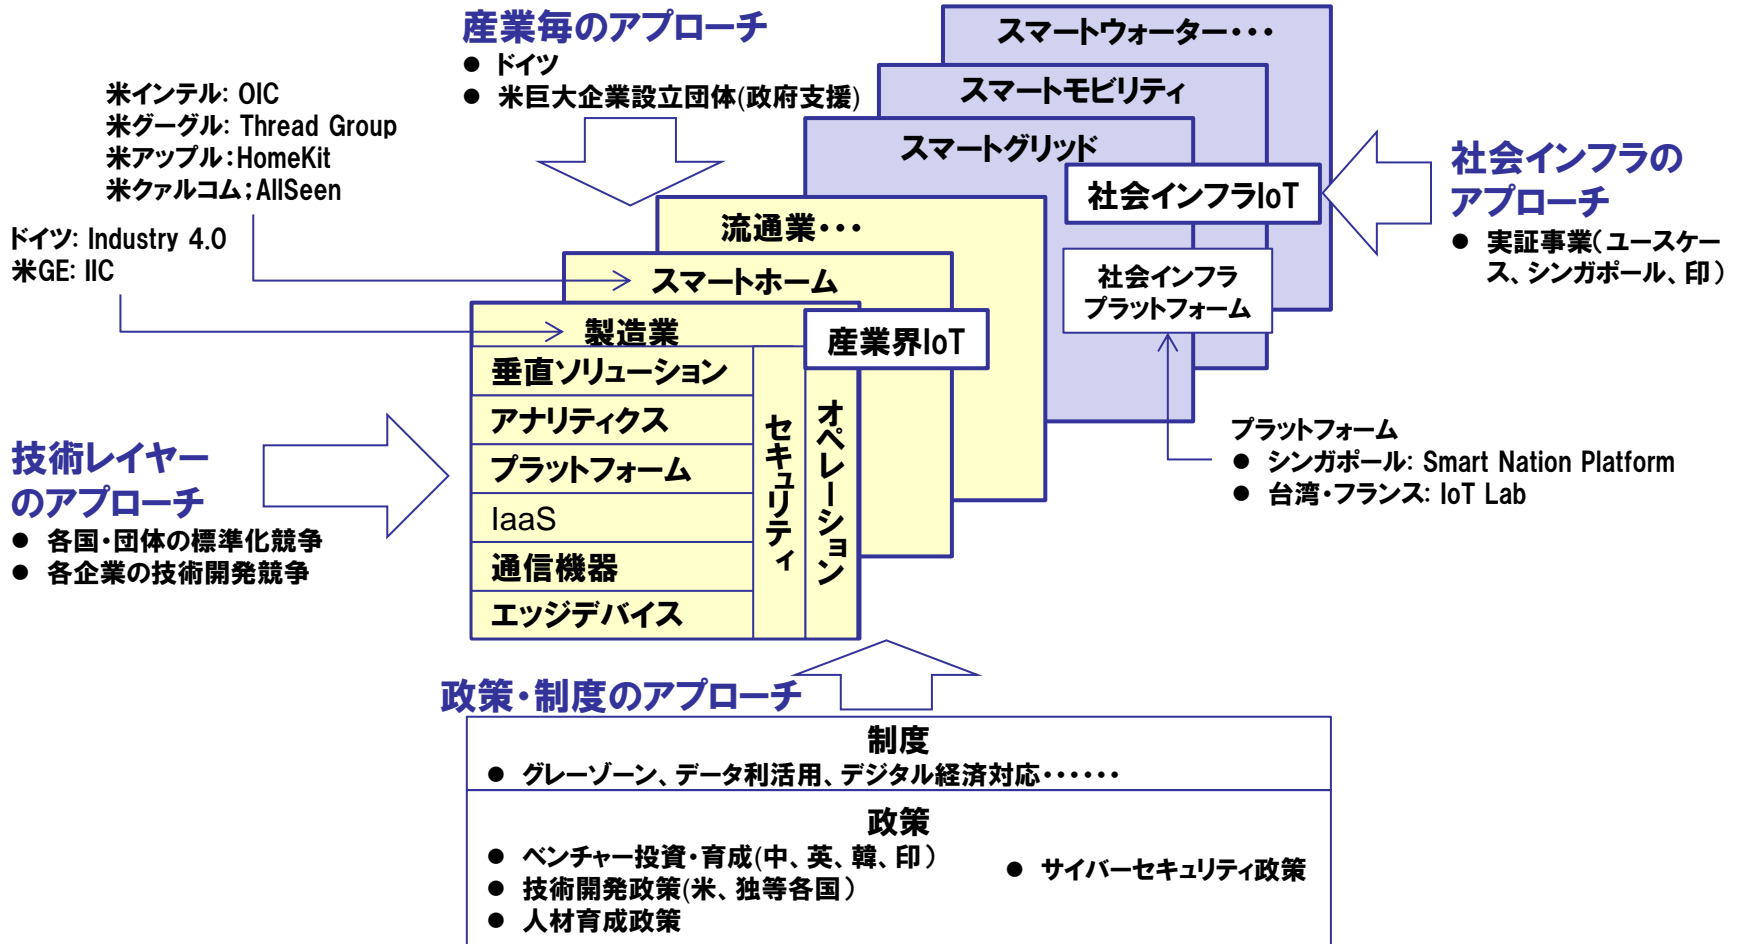 産業毎のアプローチ
● ドイツ
● 米巨大企業設立団体(政府支援)
米インテル: OIC
米グーグル: Thread Group
米アップル:HomeKit
米クァルコム;AllSeen
ドイツ: Industry 4.0
米GE: IIC
スマートウォーター・・・
スマートモビリティ
スマートグリッド
社会インフラIoT
社会インフラ
プラットフォーム
社会インフラの
アプローチ
● 実証事業(ユースケー
ス、シンガポール、印)
流通業・・・
スマートホーム
製造業
産業界IoT
垂直ソリューション
アナリティクス
プラットフォーム
IaaS
通信機器
エッジデバイス
セキュリティ
オペレーション
技術レイヤー
のアプローチ
● 各国・団体の標準化競争
● 各企業の技術開発競争
プラットフォーム
● シンガポール: Smart Nation Platform
● 台湾・フランス: IoT Lab
政策・制度のアプローチ
制度
● グレーゾーン、データ利活用、デジタル経済対応・・・・・・
政策
● ベンチャー投資・育成(中、英、韓、印)
● 技術開発政策(米、独等各国)
● 人材育成政策
● サイバーセキュリティ政策